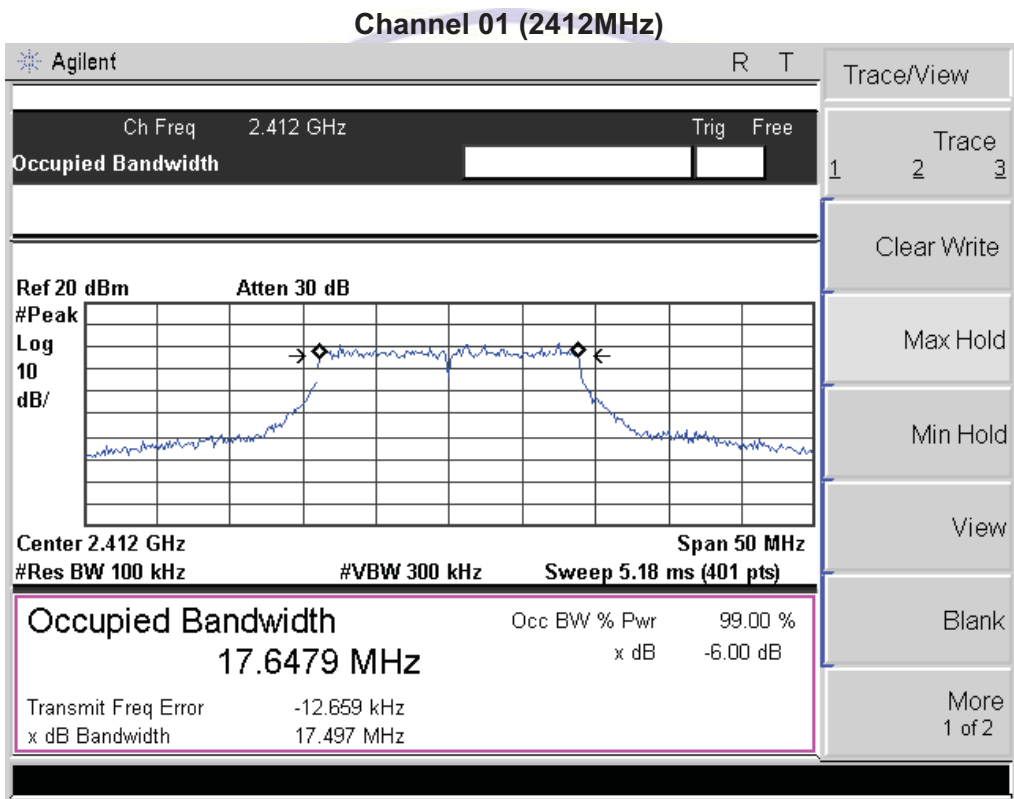 Channel 01 (2412MHz)
Agilent R T
Trace/View
Ch Freq 2.412 GHz Trig Free
Occupied Bandwidth
Trace
1 2 3
Clear Write
Ref 20 dBm Atten 30 dB
#Peak
Log
10
dB/
Max Hold
Min Hold
View
Center 2.412 GHz Span 50 MHz
#Res BW 100 kHz #VBW 300 kHz Sweep 5.18 ms (401 pts)
Occupied Bandwidth
17.6479 MHz
Occ BW % Pwr 99.00 %
x dB -6.00 dB
Transmit Freq Error -12.659 kHz
x dB Bandwidth 17.497 MHz
Blank
More
1 of 2